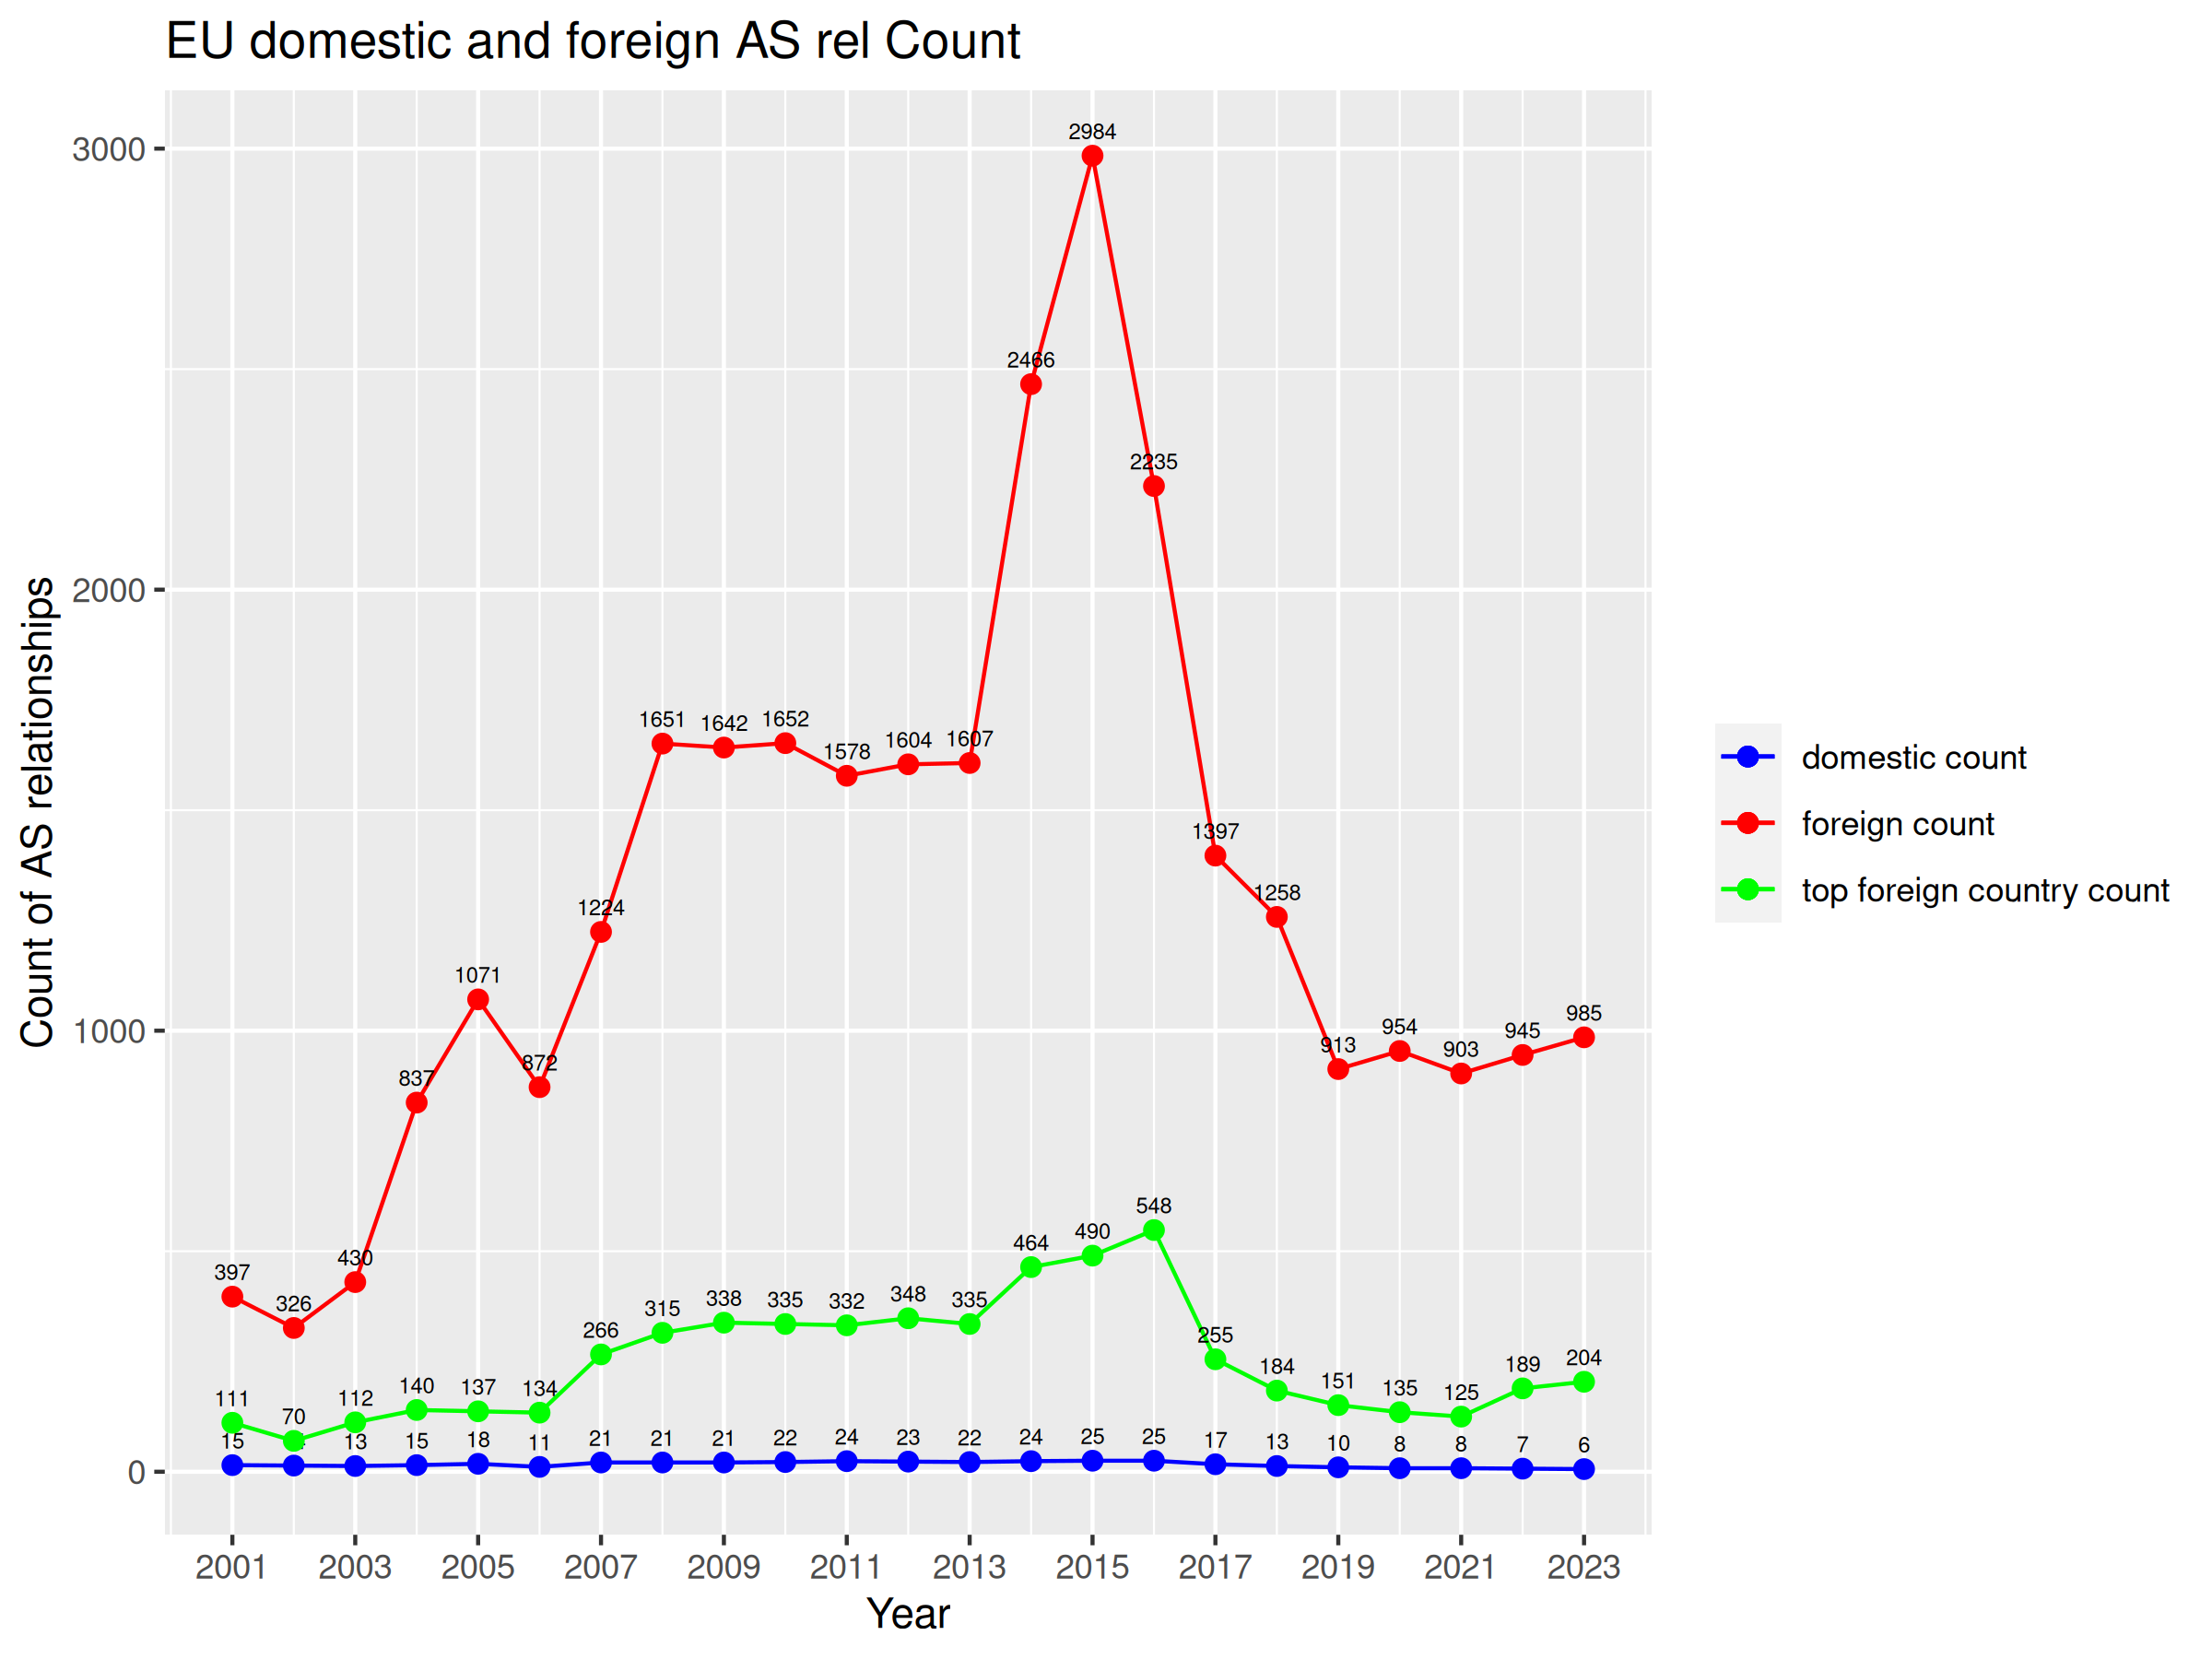 EU domestic and foreign AS rel Count
Count of AS relationships
3000
2000
1000
0
2984
2466
2235
1651 1642 1652 1578 1604 1607
1397
1258
1224
1071
837 872
913 954 903 945 985
397 326 430
548
464 490
266 315 338 335 332 348 335
255
184 151 135 125 189 204
111 70 112 140 137 134
15 13 15 18 11 21 21 21 22 24 23 22 24 25 25 17 13 10 8 8 7 6
2001 2003 2005 2007 2009 2011 2013 2015 2017 2019 2021 2023
Year
domestic count
foreign count
top foreign country count